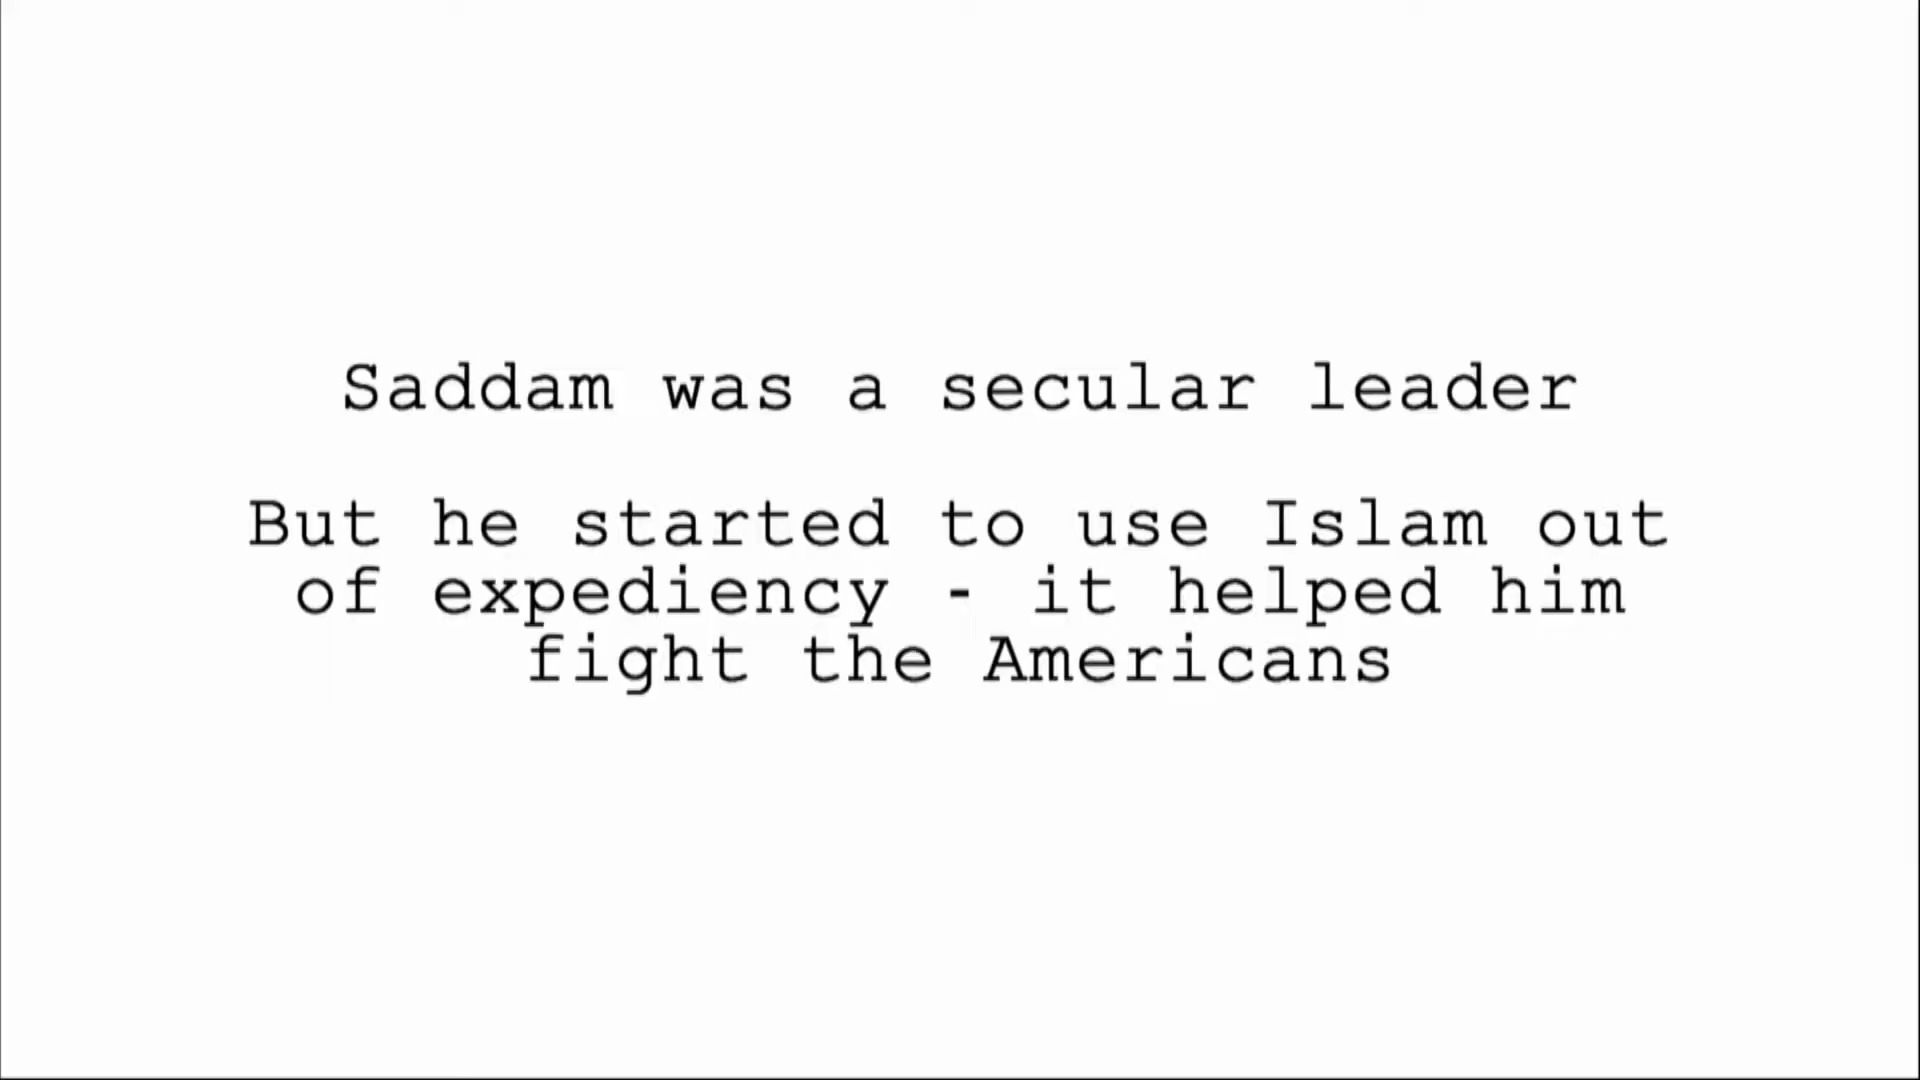 Saddam was a secular leader
But he started to use Islam out
of expediency - it helped him
fight the Americans